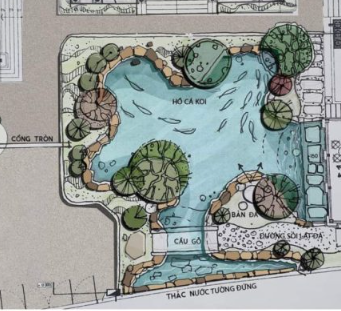 HỒ CÁ KOI
CỔNG TRÒN
BÀN ĐÁ
ĐƯỜNG SỎI LÁT ĐÁ
CẦU GỖ
THÁC NƯỚC TƯỜNG ĐỨNG